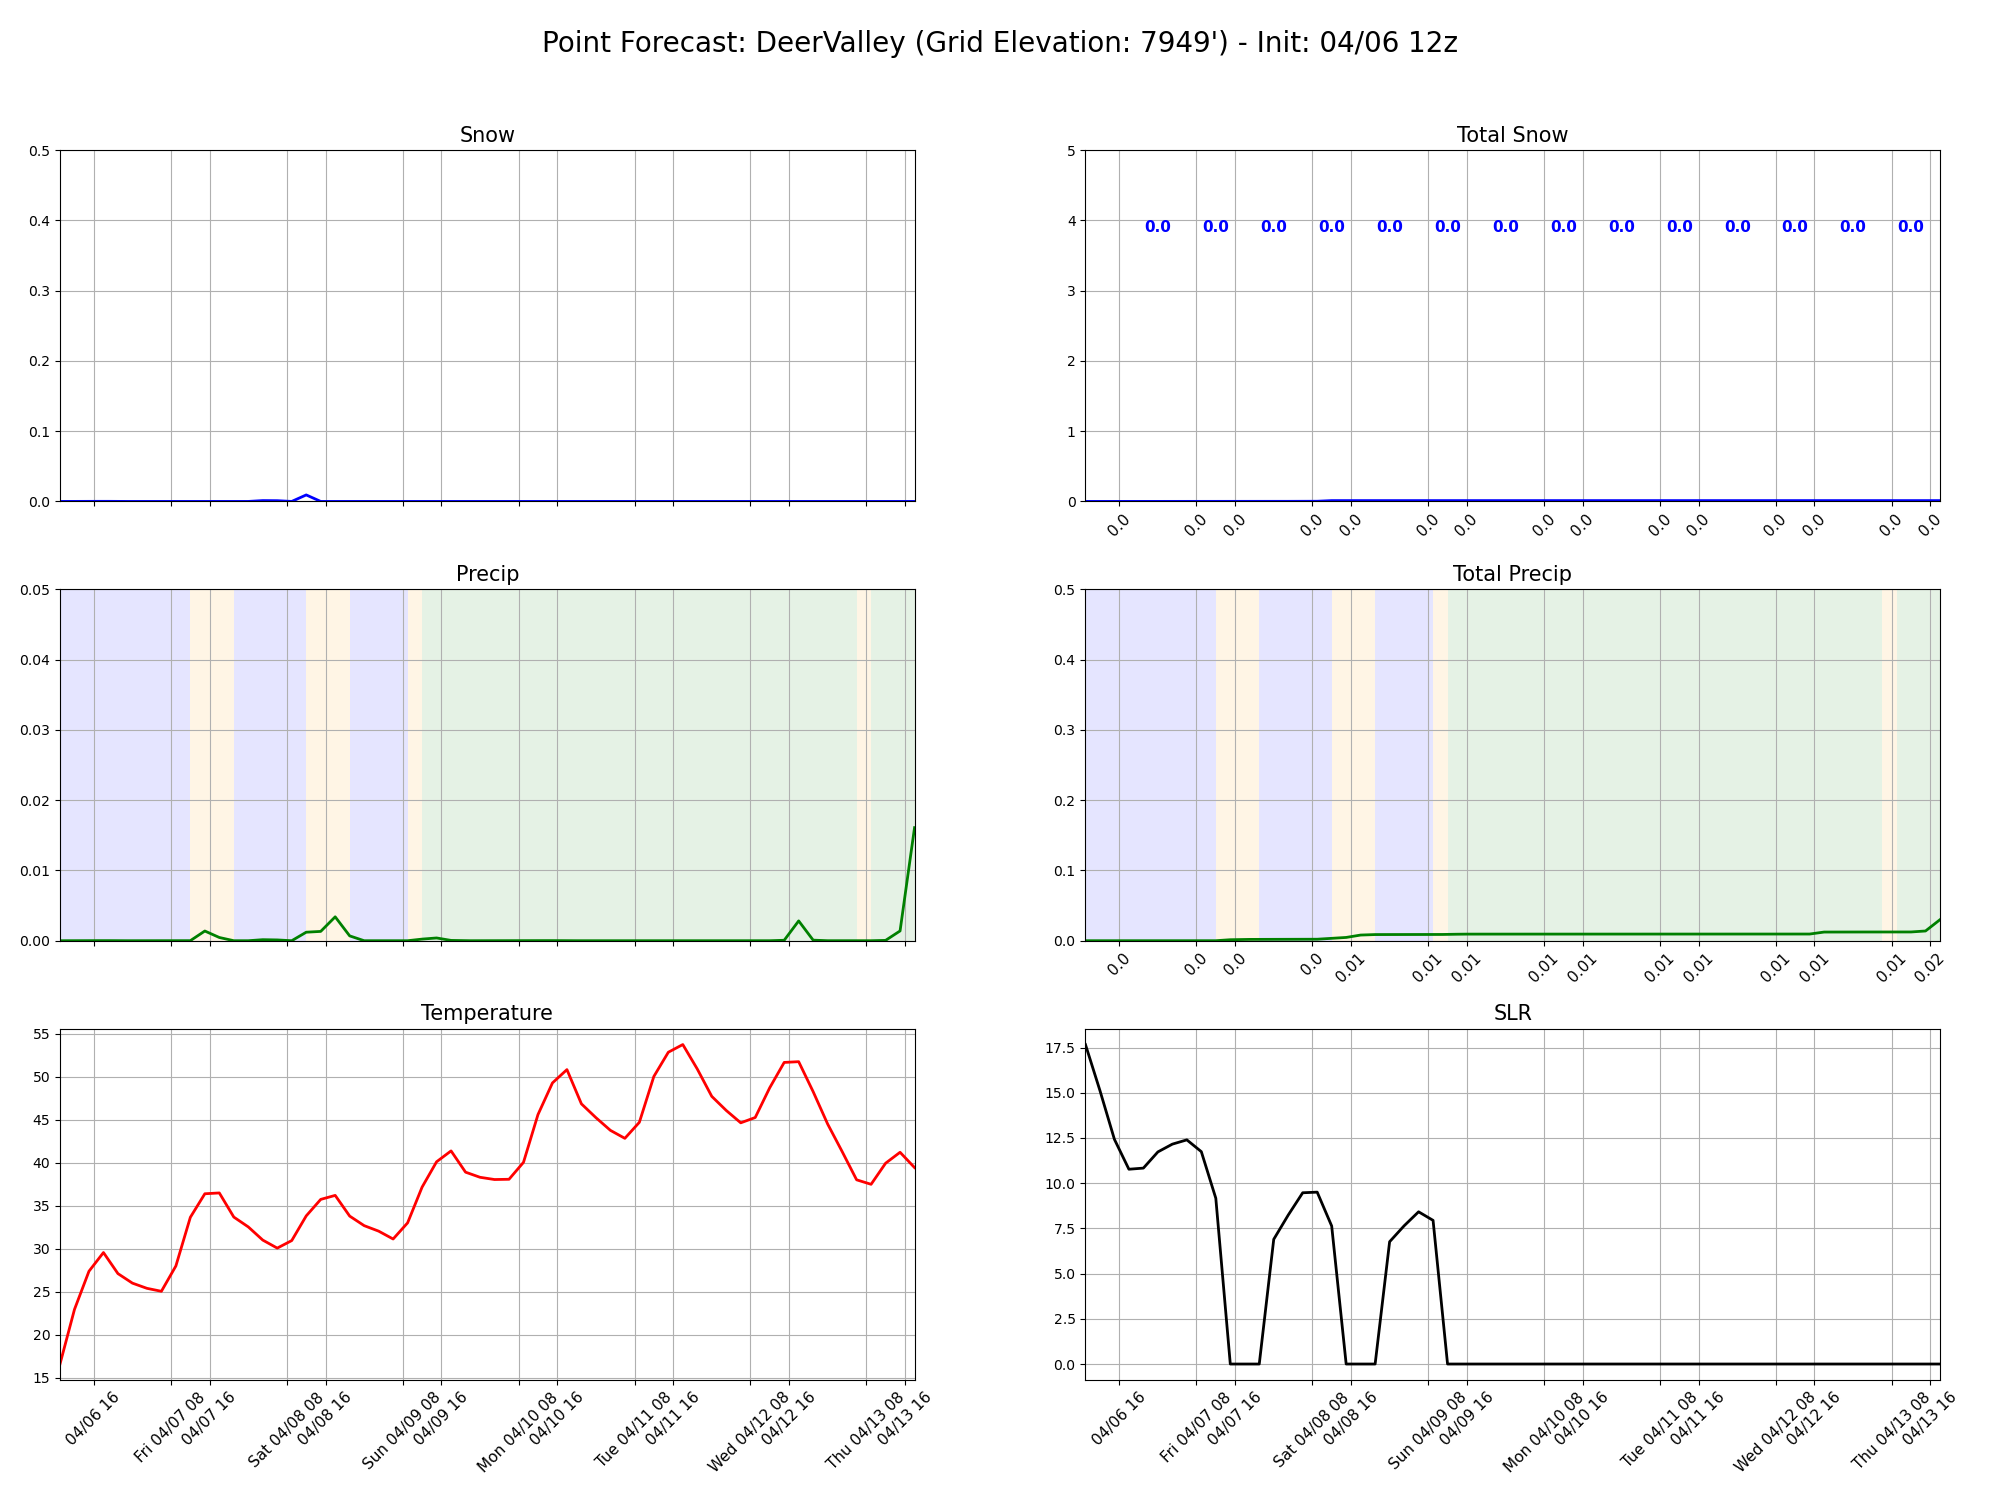 Point Forecast: DeerValley (Grid Elevation: 7949') - Init: 04/06 12z
Snow
0.5
0.4
0.3
0.2
0.1
0.0
Total Snow
5
4
3
2
1
0
0.0 0.0 0.0 0.0 0.0 0.0 0.0 0.0 0.0 0.0 0.0 0.0 0.0 0.0
0.0 0.0 0.0 0.0 0.0 0.0 0.0 0.0 0.0 0.0 0.0 0.0 0.0 0.0 0.0
Precip
0.05
0.04
0.03
0.02
0.01
0.00
Total Precip
0.5
0.4
0.3
0.2
0.1
0.0
0.0 0.0 0.0 0.0 0.01 0.01 0.01 0.01 0.01 0.01 0.01 0.01 0.01 0.01 0.02
Temperature
55
50
45
40
35
30
25
20
15
04/06 16
Fri 04/07 08
04/07 16
Sat 04/08 08
04/08 16
Sun 04/09 08
04/09 16
Mon 04/10 08
04/10 16
Tue 04/11 08
04/11 16
Wed 04/12 08
04/12 16
Thu 04/13 08
04/13 16
SLR
17.5
15.0
12.5
10.0
7.5
5.0
2.5
0.0
04/06 16
Fri 04/07 08
04/07 16
Sat 04/08 08
04/08 16
Sun 04/09 08
04/09 16
Mon 04/10 08
04/10 16
Tue 04/11 08
04/11 16
Wed 04/12 08
04/12 16
Thu 04/13 08
04/13 16